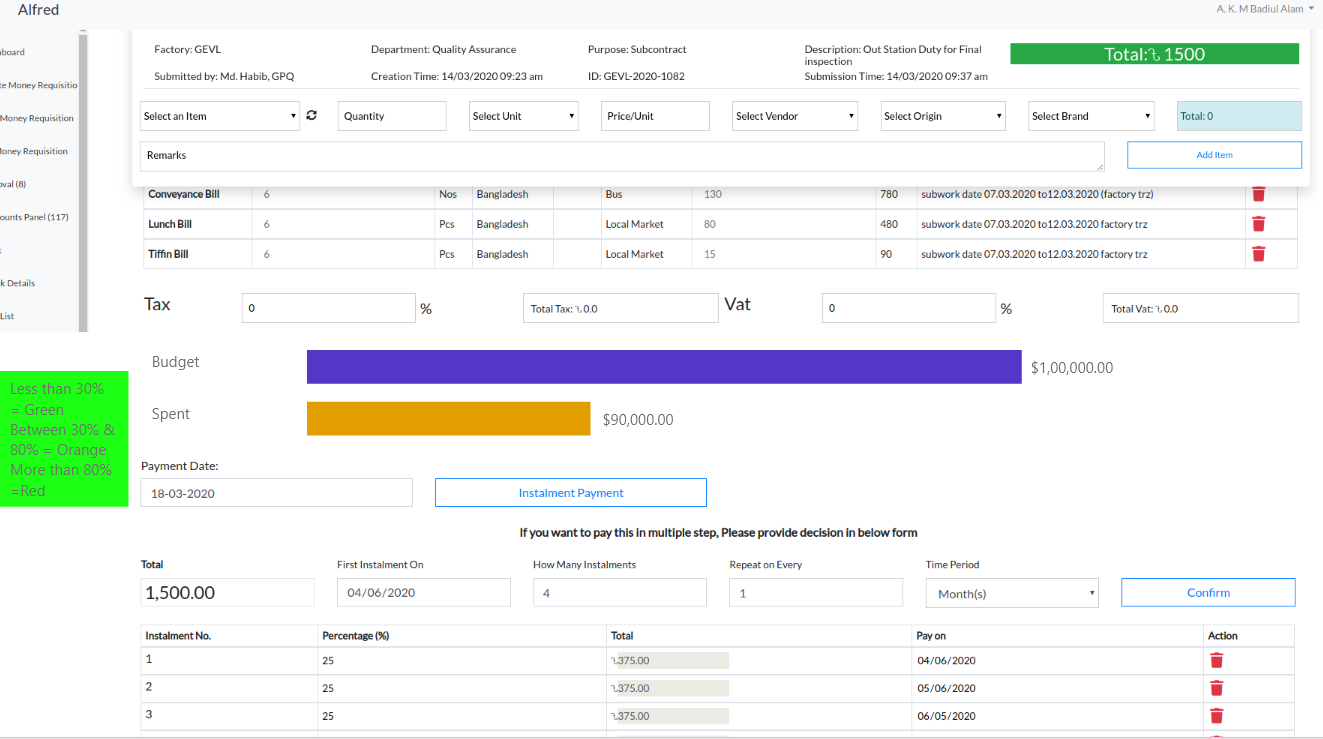 Alfred
A. K. M Badiul Alam
board
te Money Requisitio
Money Requisition
oney Requisition
oval (8)
ounts Panel (117)
s
k Details
List
Factory: GEVL Department: Quality Assurance Purpose: Subcontract Description: Out Station Duty for Final inspection Total:৳ 1500
Submitted by: Md. Habib, GPQ Creation Time: 14/03/2020 09:23 am ID: GEVL-2020-1082 Submission Time: 14/03/2020 09:37 am
Select an Item Quantity Select Unit Price/Unit Select Vendor Select Origin Select Brand Total: 0
Remarks Add Item
Conveyance Bill 6 Nos Bangladesh Bus 130 780 subwork date 07.03.2020 to12.03.2020 (factory trz)
Lunch Bill 6 Pcs Bangladesh Local Market 80 480 subwork date 07.03.2020 to12.03.2020 factory trz
Tiffin Bill 6 Pcs Bangladesh Local Market 15 90 subwork date 07.03.2020 to12.03.2020 factory trz
Tax 0 % Total Tax: ৳ 0.0 Vat 0 % Total Vat: ৳ 0.0
Budget $1,00,000.00
Spent $90,000.00
Less than 30%
= Green
Between 30% &
80% = Orange
More than 80%
=Red
Payment Date:
18-03-2020 Instalment Payment
If you want to pay this in multiple step, Please provide decision in below form
Total First Instalment On How Many Instalments Repeat on Every Time Period
1,500.00 04/06/2020 4 1 Month(s) Confirm
Instalment No. Percentage (%) Total Pay on Action
1 25 ৳375.00 04/06/2020
2 25 ৳375.00 05/06/2020
3 25 ৳375.00 06/05/2020